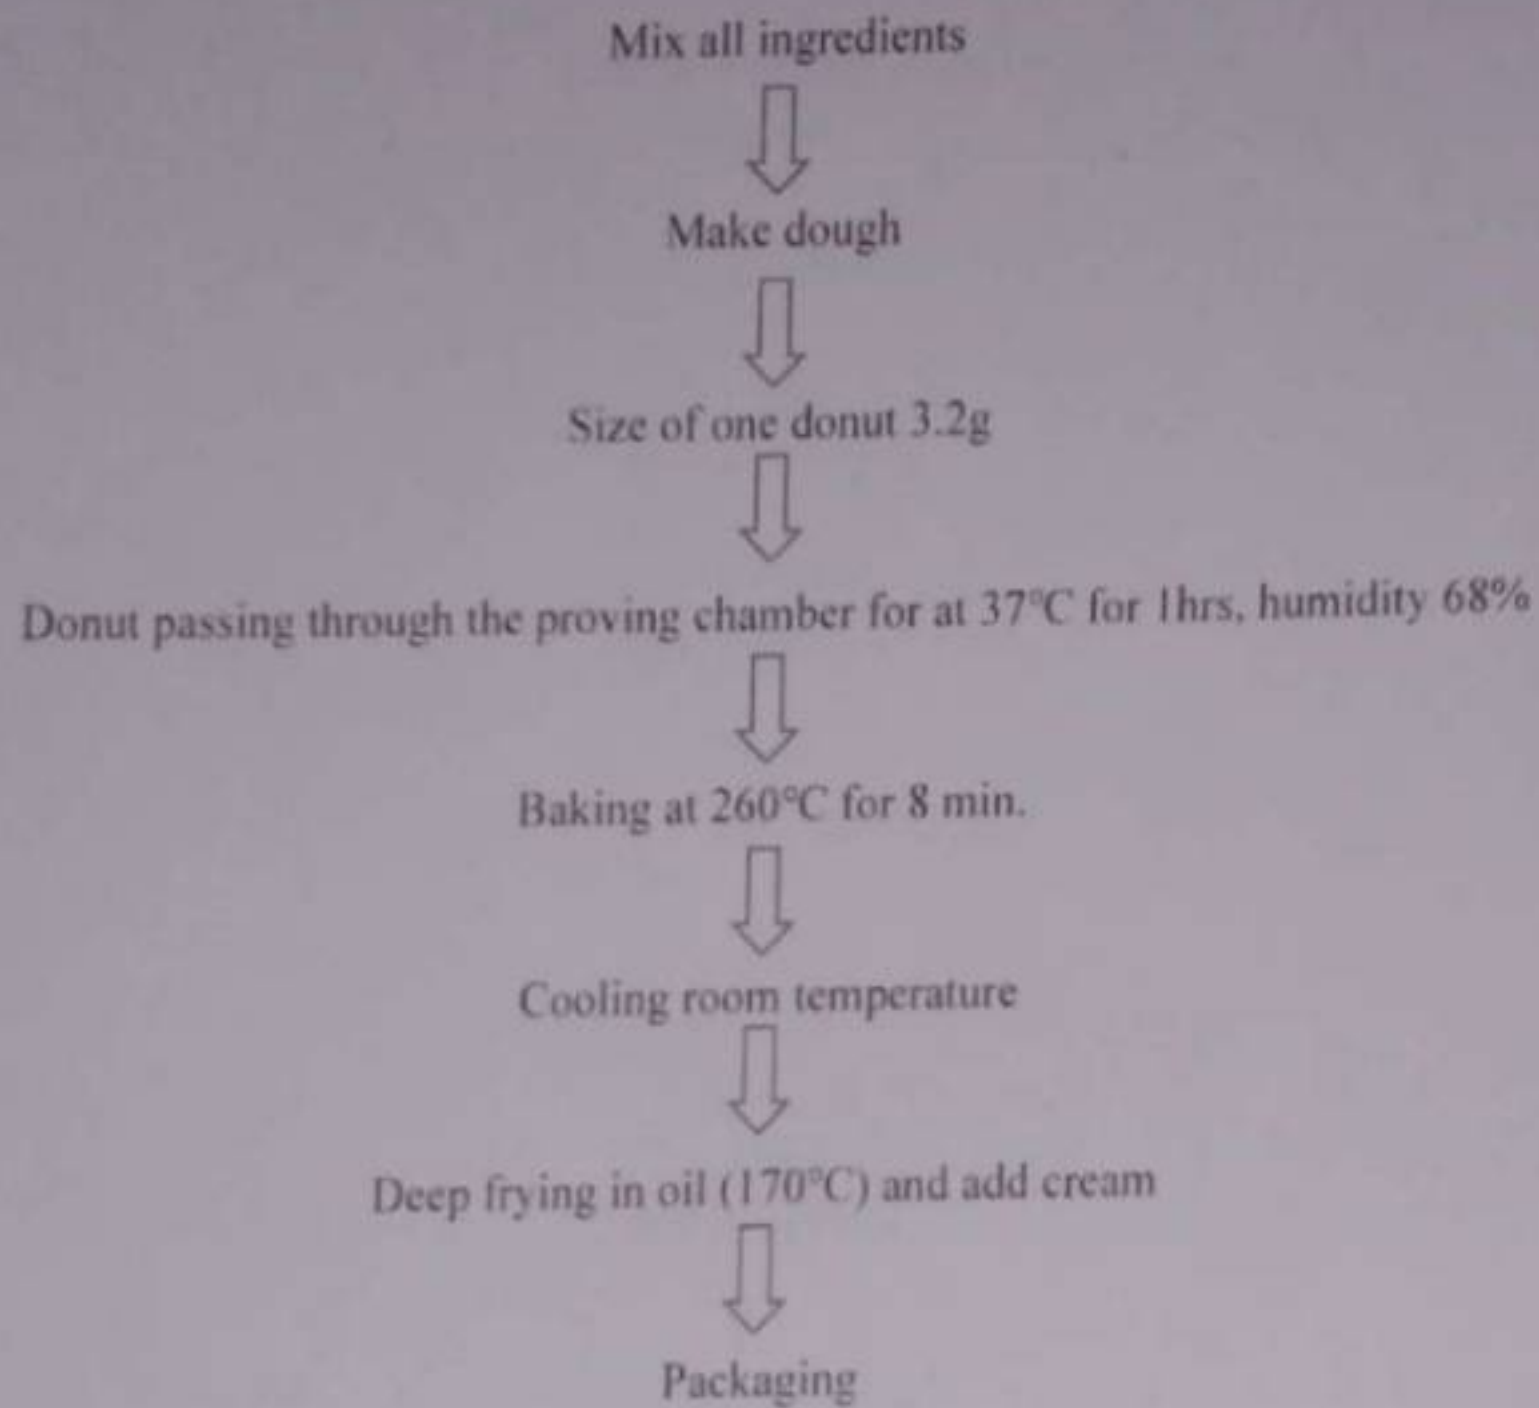 Mix all ingredients
Make dough
Size of one donut 3.2g
Donut passing through the proving chamber for at 37°C for 1hrs, humidity 68%
Baking at 260°C for 8 min.
Cooling room temperature
Deep frying in oil (170°C) and add cream
Packaging